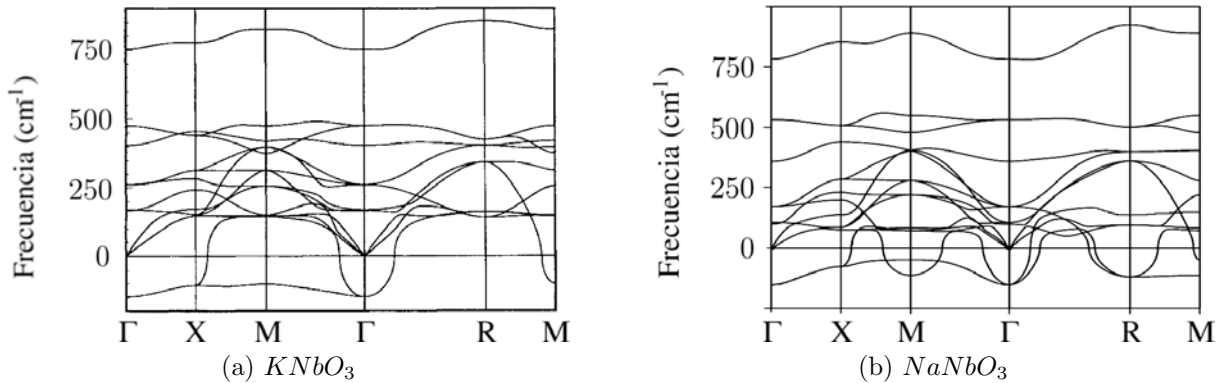 Frecuencia (cm-1)
750
500
250
0
Γ X M Γ R M
(a) KNbO3
Frecuencia (cm-1)
750
500
250
0
Γ X M Γ R M
(b) NaNbO3